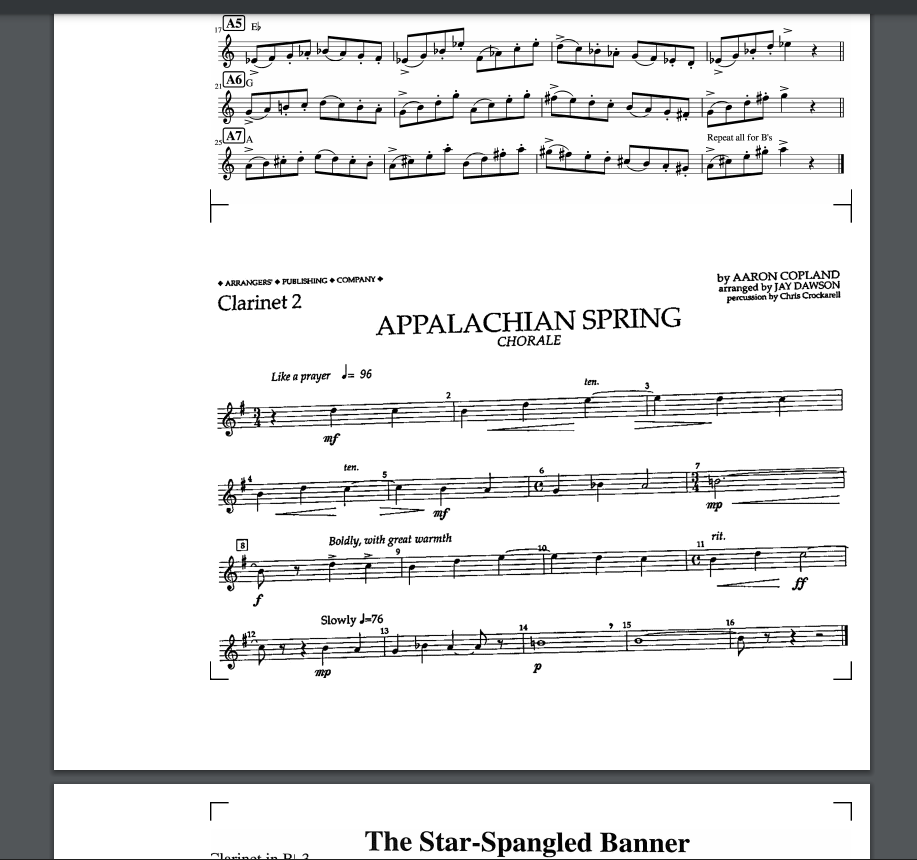 17 A5 E♭
21 A6 G
25 A7 A Repeat all for B's
◆ ARRANGERS' ◆ PUBLISHING ◆ COMPANY ◆
by AARON COPLAND
Clarinet 2
arranged by JAY DAWSON
percussion by Chris Crockarell
APPALACHIAN SPRING
CHORALE
Like a prayer ♩= 96
ten.
2 3
3/4
mf
4 ten. 5 6 7
3/4
mf mp
8 Boldly, with great warmth 9 10 11 rit.
f ff
12 Slowly ♩=76 13 14 15 16
mp p
The Star-Spangled Banner
Clarinet in B♭ 3